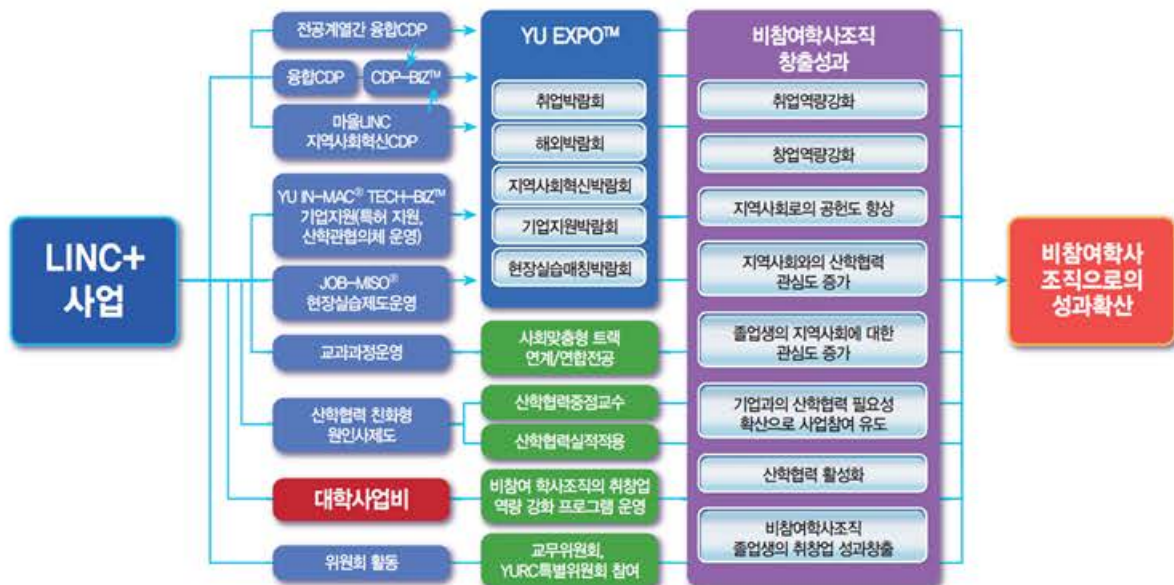 LINC+
사업
전공계열간 융합CDP
융합CDP
CDP-BIZ™
마을LINC
지역사회혁신CDP
YU IN-MAC® TECH-BIZ™
기업지원(특허 지원,
산학관협의체 운영)
JOB-MISO®
현장실습제도운영
교과과정운영
산학협력 친화형
원인사제도
대학사업비
위원회 활동
YU EXPO™
취업박람회
해외박람회
지역사회혁신박람회
기업지원박람회
현장실습매칭박람회
사회맞춤형 트랙
연계/연합전공
산학협력중점교수
산학협력실적적용
비참여 학사조직의 취창업
역량 강화 프로그램 운영
교무위원회,
YURC특별위원회 참여
비참여학사조직
창출성과
취업역량강화
창업역량강화
지역사회로의 공헌도 향상
지역사회와의 산학협력
관심도 증가
졸업생의 지역사회에 대한
관심도 증가
기업과의 산학협력 필요성
확산으로 사업참여 유도
산학협력 활성화
비참여학사조직
졸업생의 취창업 성과창출
비참여학사
조직으로의
성과확산